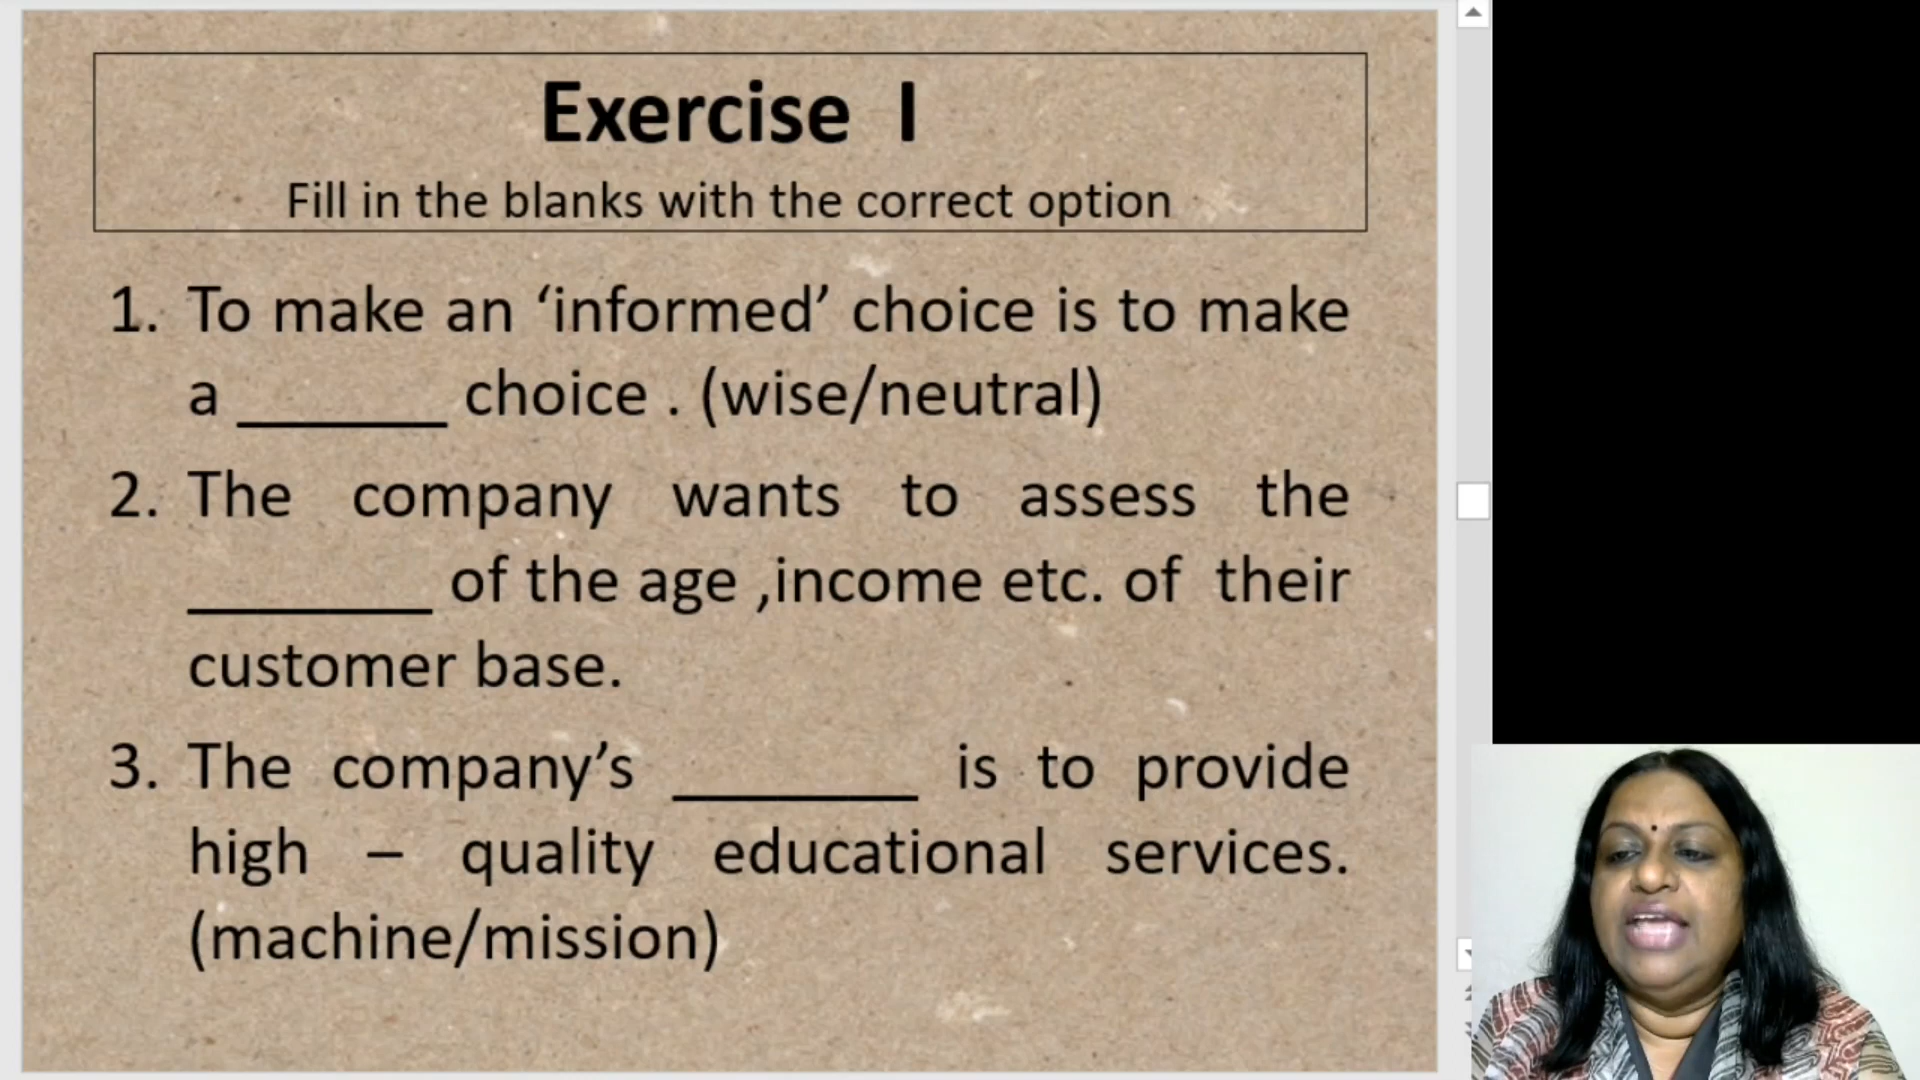 Exercise I
Fill in the blanks with the correct option
1. To make an ‘informed’ choice is to make
a ______ choice . (wise/neutral)
2. The company wants to assess the
_______ of the age ,income etc. of their
customer base.
3. The company’s _______ is to provide
high – quality educational services.
(machine/mission)